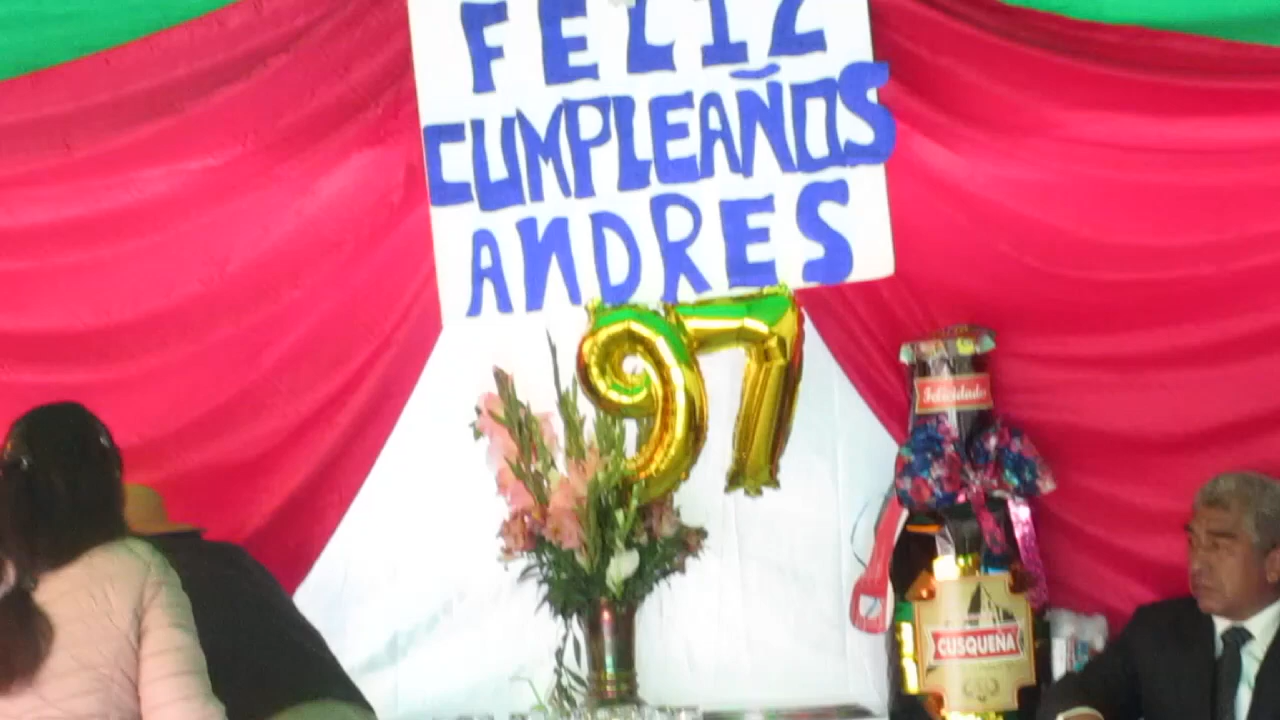 FELIZ
CUMPLEAÑOS
ANDRES
97
Felicidades
CUSQUEÑA